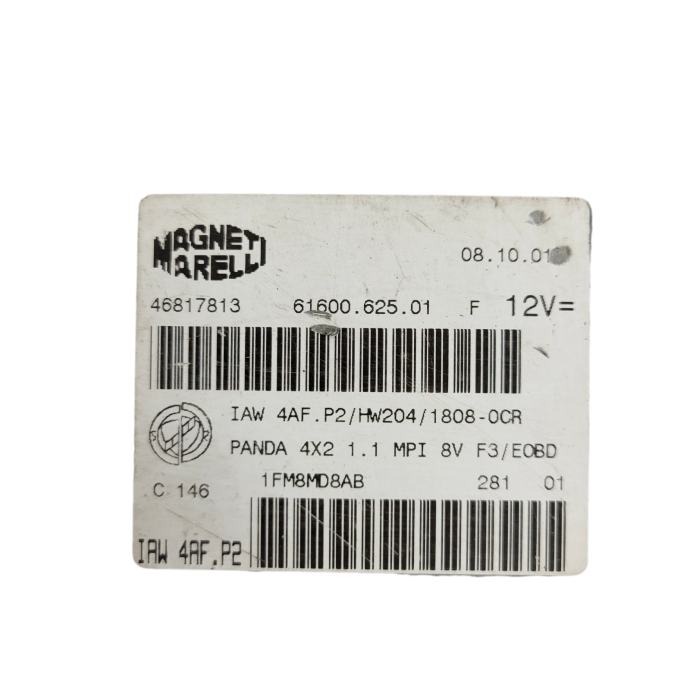 MAGNETI
MARELLI
08.10.01
46817813 61600.625.01 F 12V=
IAW 4AF.P2/HW204/1808-0CR
PANDA 4X2 1.1 MPI 8V F3/EOBD
C 146 1FM8MD8AB 281 01
IAW 4AF.P2